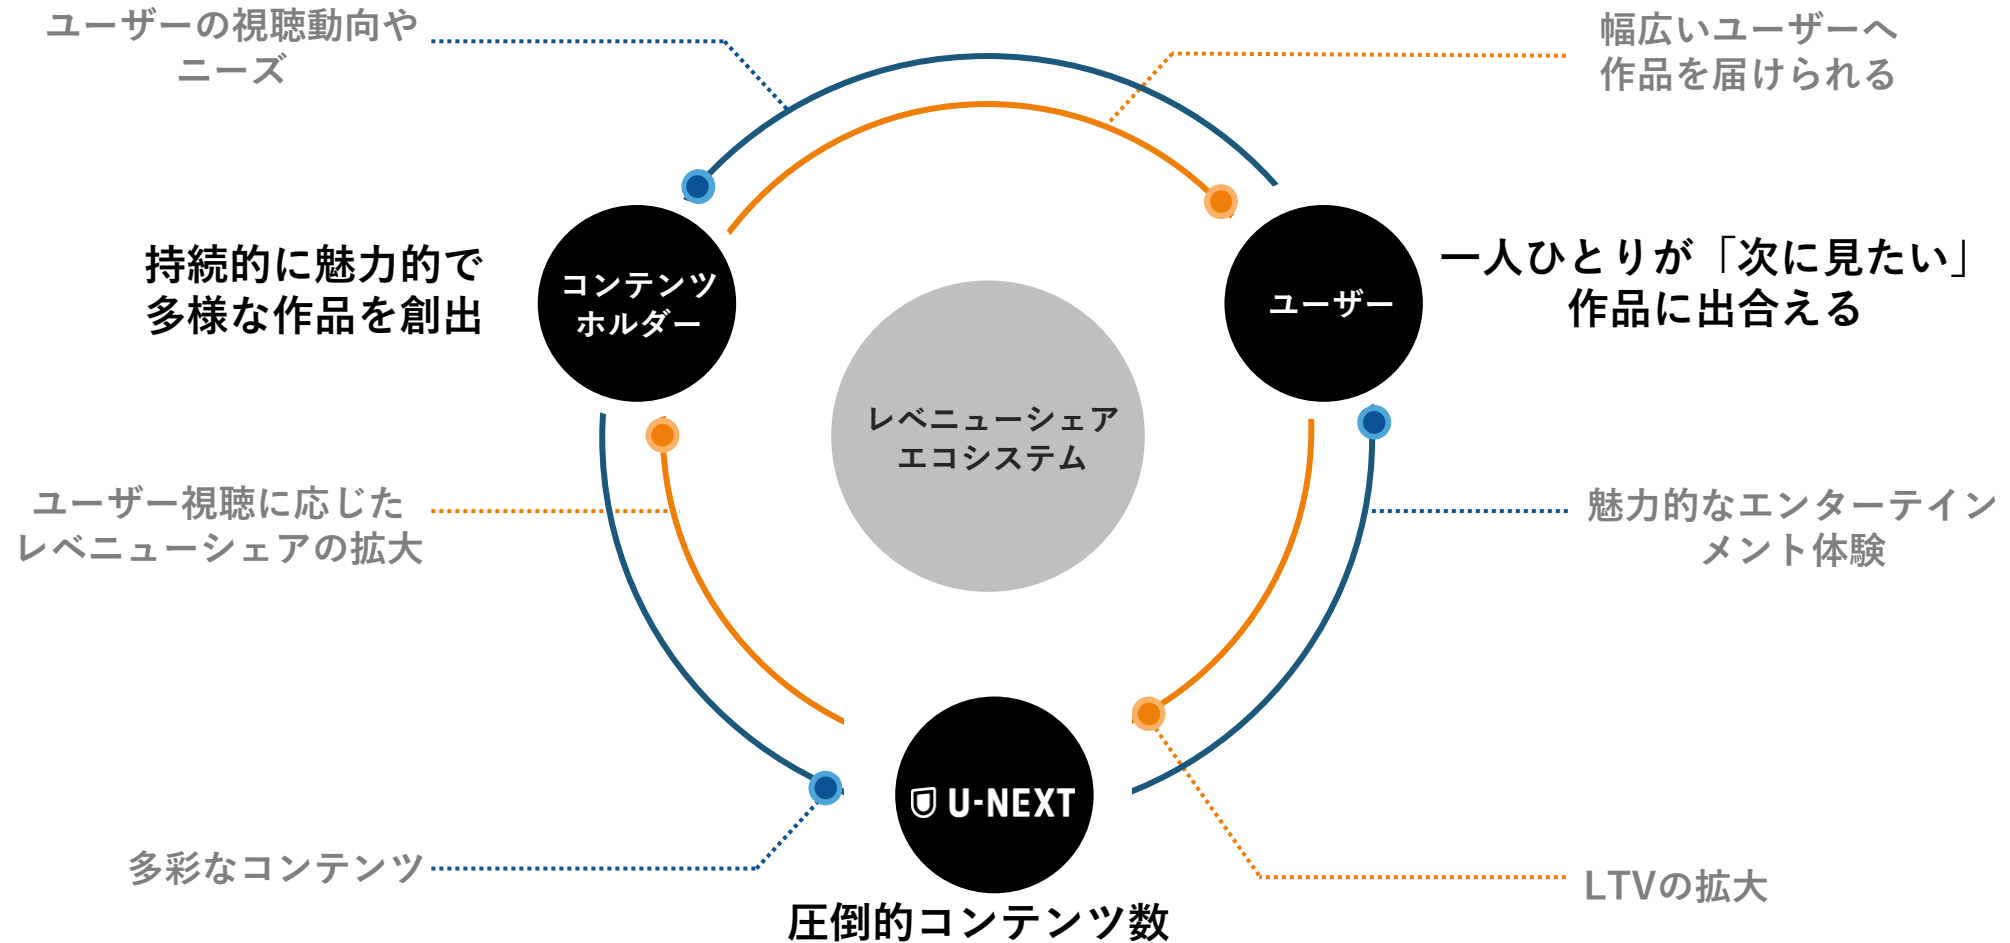 ユーザーの視聴動向や
ニーズ
幅広いユーザーへ
作品を届けられる
持続的に魅力的で
多様な作品を創出
コンテンツ
ホルダー
ユーザー
一人ひとりが「次に見たい」
作品に出合える
レベニューシェア
エコシステム
ユーザー視聴に応じた
レベニューシェアの拡大
魅力的なエンターテイン
メント体験
U-NEXT
多彩なコンテンツ
LTVの拡大
圧倒的コンテンツ数